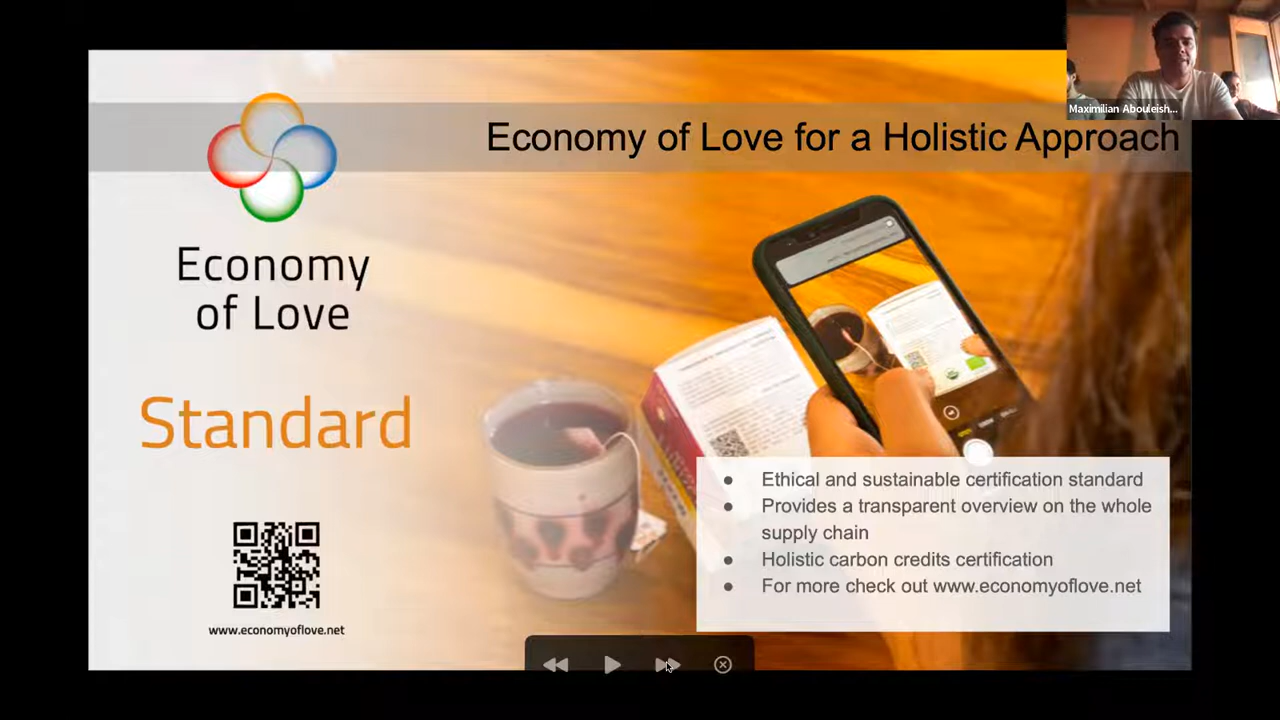 Maximilian Abouleish...
Economy of Love for a Holistic Approach
Economy
of Love
Standard
www.economyoflove.net
● Ethical and sustainable certification standard
● Provides a transparent overview on the whole
supply chain
● Holistic carbon credits certification
● For more check out www.economyoflove.net